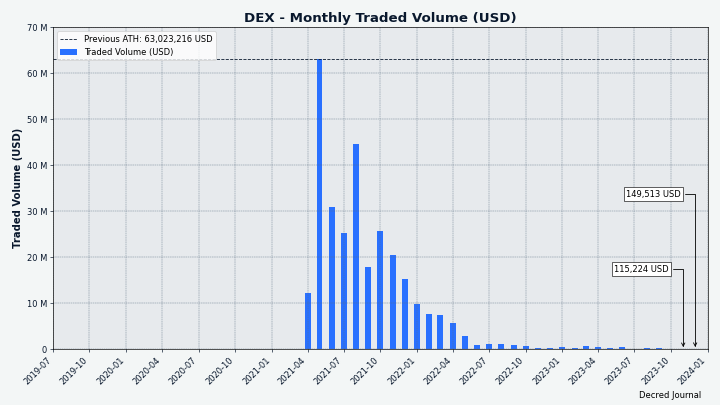 DEX - Monthly Traded Volume (USD)
Previous ATH: 63,023,216 USD
Traded Volume (USD)
Traded Volume (USD)
70 M
60 M
50 M
40 M
30 M
20 M
10 M
0
149,513 USD
115,224 USD
2019-07
2019-10
2020-01
2020-04
2020-07
2020-10
2021-01
2021-04
2021-07
2021-10
2022-01
2022-04
2022-07
2022-10
2023-01
2023-04
2023-07
2023-10
2024-01
Decred Journal